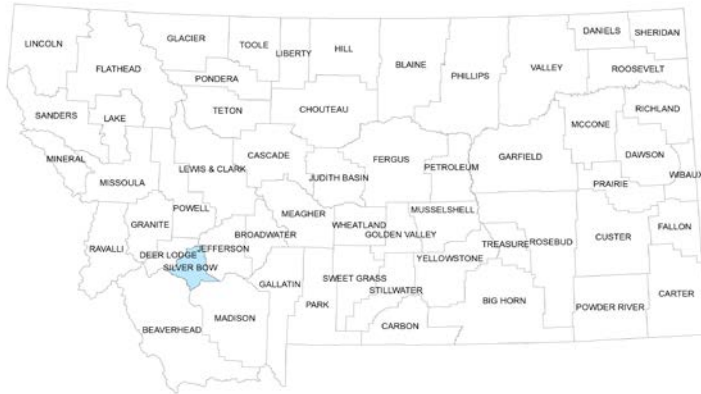 LINCOLN
FLATHEAD
GLACIER
TOOLE
LIBERTY
HILL
BLAINE
PHILLIPS
VALLEY
DANIELS
SHERIDAN
ROOSEVELT
PONDERA
TETON
CHOUTEAU
SANDERS
LAKE
MINERAL
MISSOULA
LEWIS & CLARK
CASCADE
JUDITH BASIN
FERGUS
PETROLEUM
GARFIELD
MCCONE
RICHLAND
DAWSON
PRAIRIE
WIBAUX
POWELL
GRANITE
RAVALLI
DEER LODGE
SILVER BOW
JEFFERSON
BROADWATER
MEAGHER
WHEATLAND
GOLDEN VALLEY
MUSSELSHELL
TREASURE
ROSEBUD
CUSTER
FALLON
BEAVERHEAD
MADISON
GALLATIN
PARK
SWEET GRASS
STILLWATER
CARBON
YELLOWSTONE
BIG HORN
POWDER RIVER
CARTER